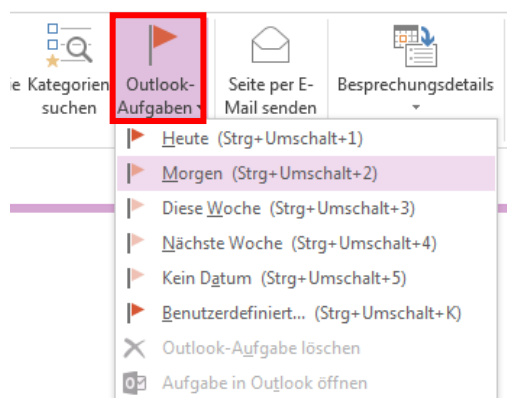 e Kategorien
suchen
Outlook-
Aufgaben
Seite per E-
Mail senden
Besprechungsdetails
Heute (Strg+Umschalt+1)
Morgen (Strg+Umschalt+2)
Diese Woche (Strg+Umschalt+3)
Nächste Woche (Strg+Umschalt+4)
Kein Datum (Strg+Umschalt+5)
Benutzerdefiniert... (Strg+Umschalt+K)
Outlook-Aufgabe löschen
Aufgabe in Outlook öffnen